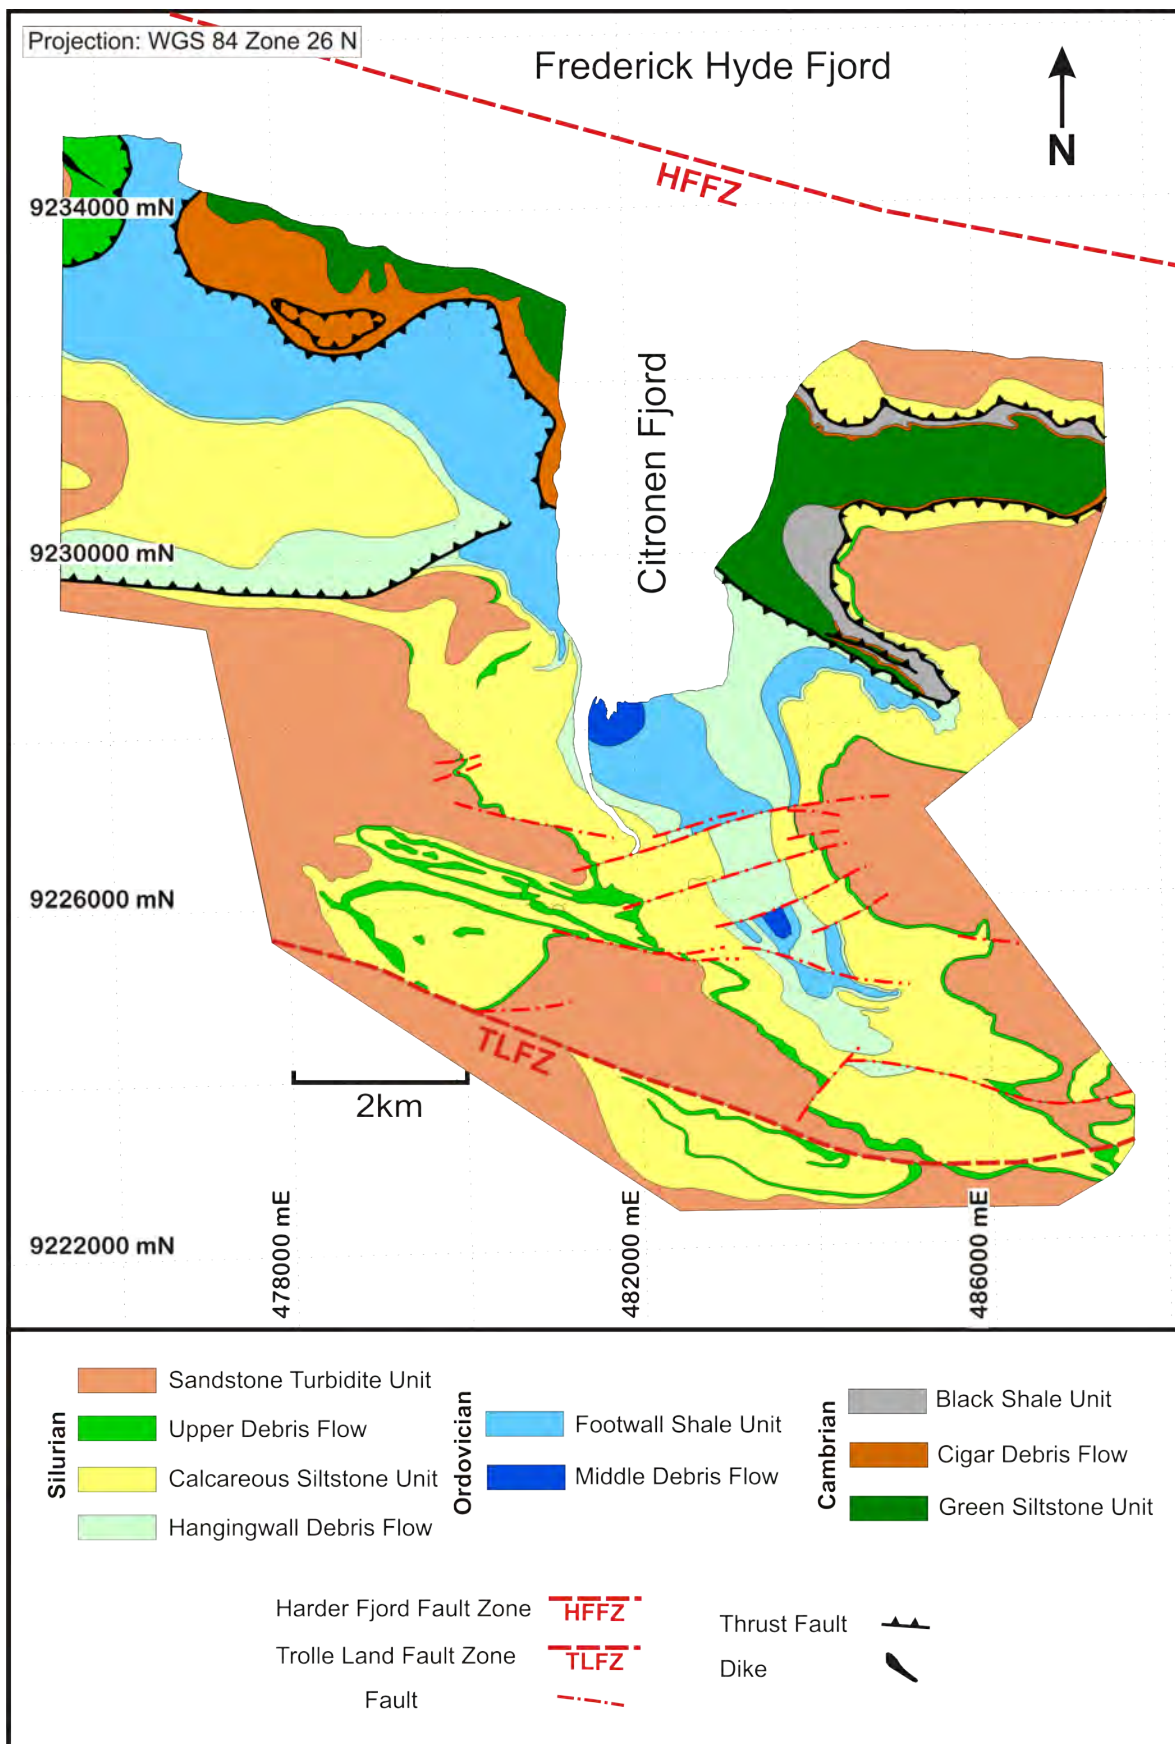 Projection: WGS 84 Zone 26 N
Frederick Hyde Fjord
N
HFFZ
9234000 mN
Citronen Fjord
9230000 mN
9226000 mN
TLFZ
2km
9222000 mN
478000 mE
482000 mE
486000 mE
Silurian
Sandstone Turbidite Unit
Upper Debris Flow
Calcareous Siltstone Unit
Hangingwall Debris Flow
Ordovician
Footwall Shale Unit
Middle Debris Flow
Cambrian
Black Shale Unit
Cigar Debris Flow
Green Siltstone Unit
Harder Fjord Fault Zone
HFFZ
Trolle Land Fault Zone
TLFZ
Fault
Thrust Fault
Dike